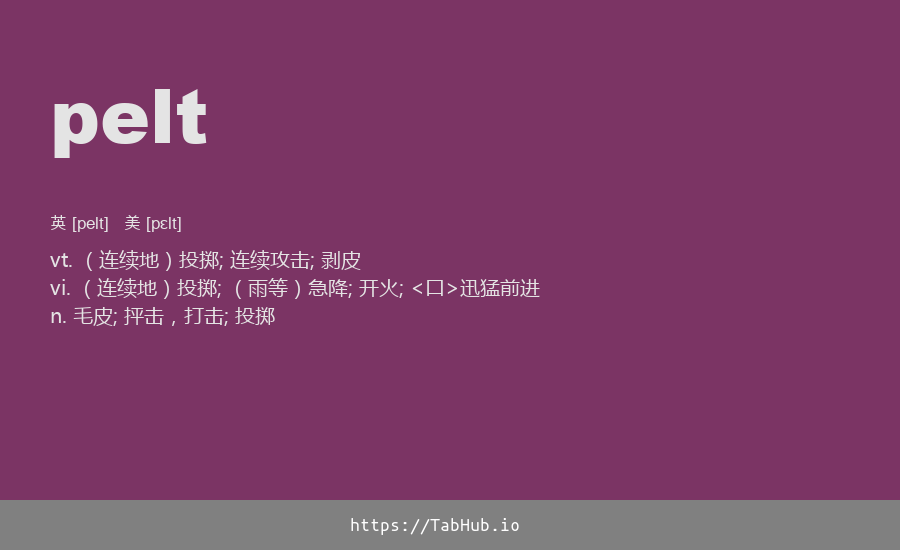 pelt
英 [pelt] 美 [pɛlt]
vt. （连续地）投掷; 连续攻击; 剥皮
vi. （连续地）投掷; （雨等）急降; 开火; <口>迅猛前进
n. 毛皮; 抨击，打击; 投掷
https://TabHub.io